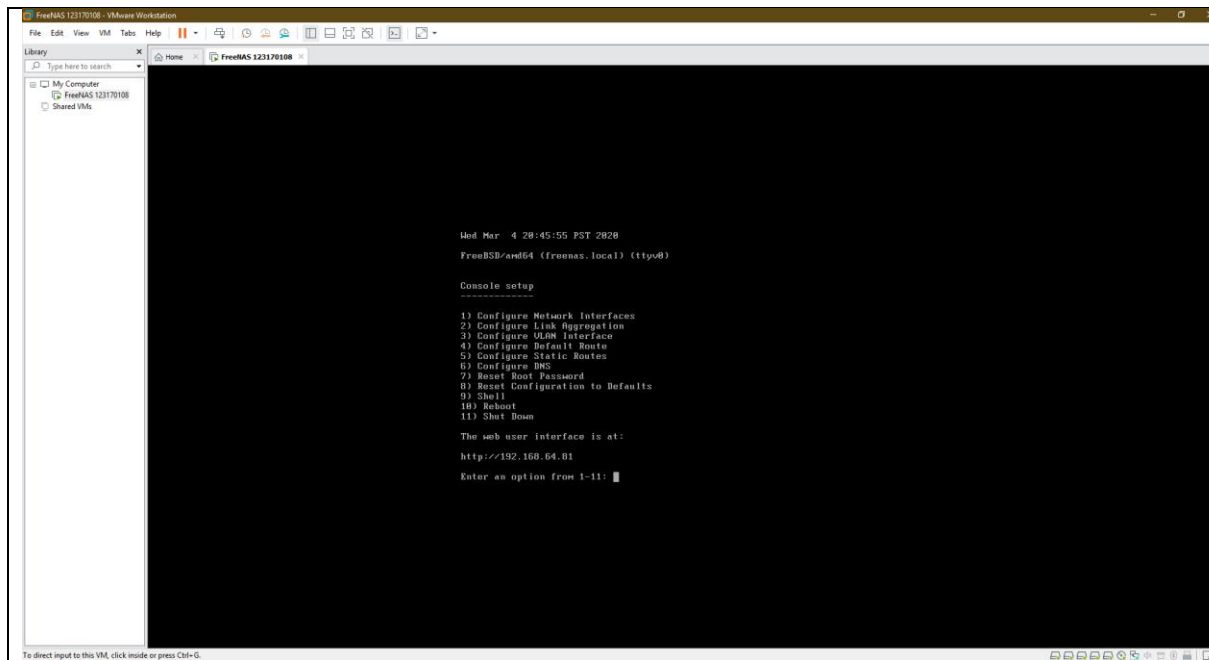 FreeNAS 123170108 - VMware Workstation
File Edit View VM Tabs Help
Library
Type here to search
My Computer
FreeNAS 123170108
Shared VMs
Home
FreeNAS 123170108
Wed Mar 4 20:45:55 PST 2020
FreeBSD/amd64 (freenas.local) (ttyv0)
Console setup
-------------
1) Configure Network Interfaces
2) Configure Link Aggregation
3) Configure VLAN Interface
4) Configure Default Route
5) Configure Static Routes
6) Configure DNS
7) Reset Root Password
8) Reset Configuration to Defaults
9) Shell
10) Reboot
11) Shut Down
The web user interface is at:
http://192.168.64.81
Enter an option from 1-11:
To direct input to this VM, click inside or press Ctrl+G.